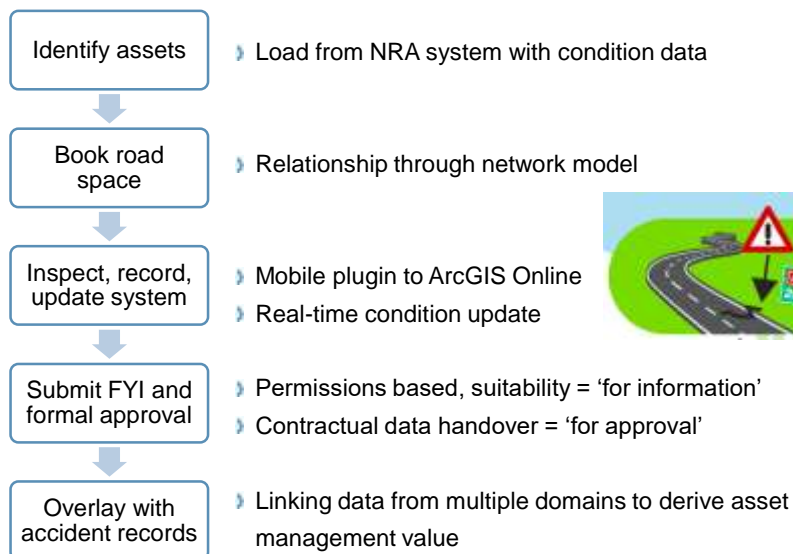 Identify assets
Load from NRA system with condition data
Book road
space
Relationship through network model
Inspect, record,
update system
Mobile plugin to ArcGIS Online
Real-time condition update
Submit FYI and
formal approval
Permissions based, suitability = ‘for information’
Contractual data handover = ‘for approval’
Overlay with
accident records
Linking data from multiple domains to derive asset
management value